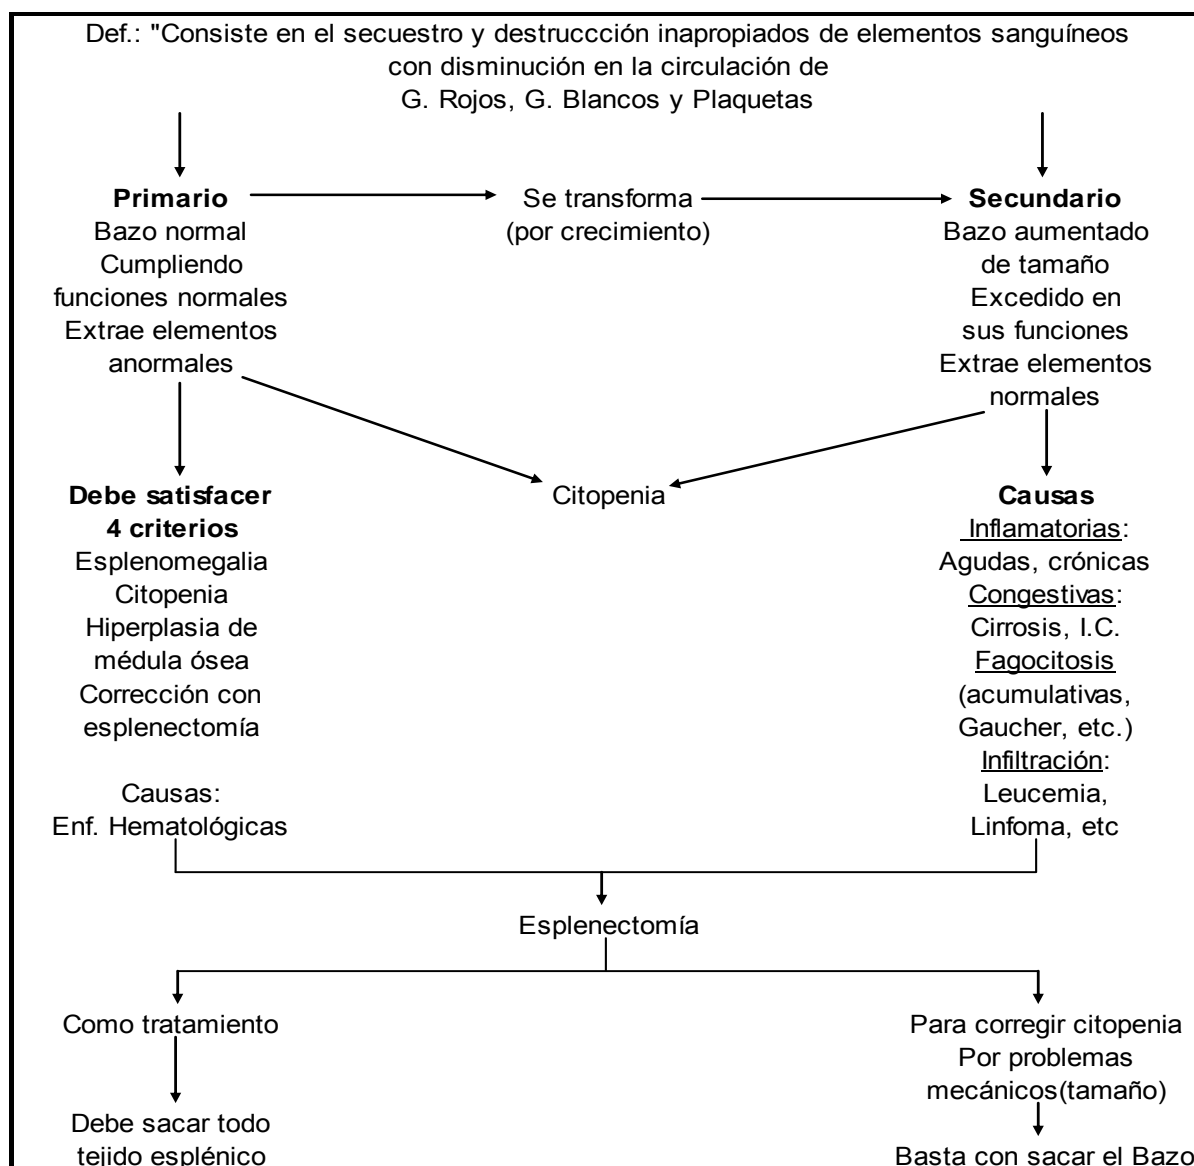 Def.: "Consiste en el secuestro y destruccción inapropiados de elementos sanguíneos
con disminución en la circulación de
G. Rojos, G. Blancos y Plaquetas
Primario
Bazo normal
Cumpliendo
funciones normales
Extrae elementos
anormales
Se transforma
(por crecimiento)
Secundario
Bazo aumentado
de tamaño
Excedido en
sus funciones
Extrae elementos
normales
Citopenia
Debe satisfacer
4 criterios
Esplenomegalia
Citopenia
Hiperplasia de
médula ósea
Corrección con
esplenectomía
Causas:
Enf. Hematológicas
Causas
Inflamatorias:
Agudas, crónicas
Congestivas:
Cirrosis, I.C.
Fagocitosis
(acumulativas,
Gaucher, etc.)
Infiltración:
Leucemia,
Linfoma, etc
Esplenectomía
Como tratamiento
Debe sacar todo
tejido esplénico
Para corregir citopenia
Por problemas
mecánicos(tamaño)
Basta con sacar el Bazo